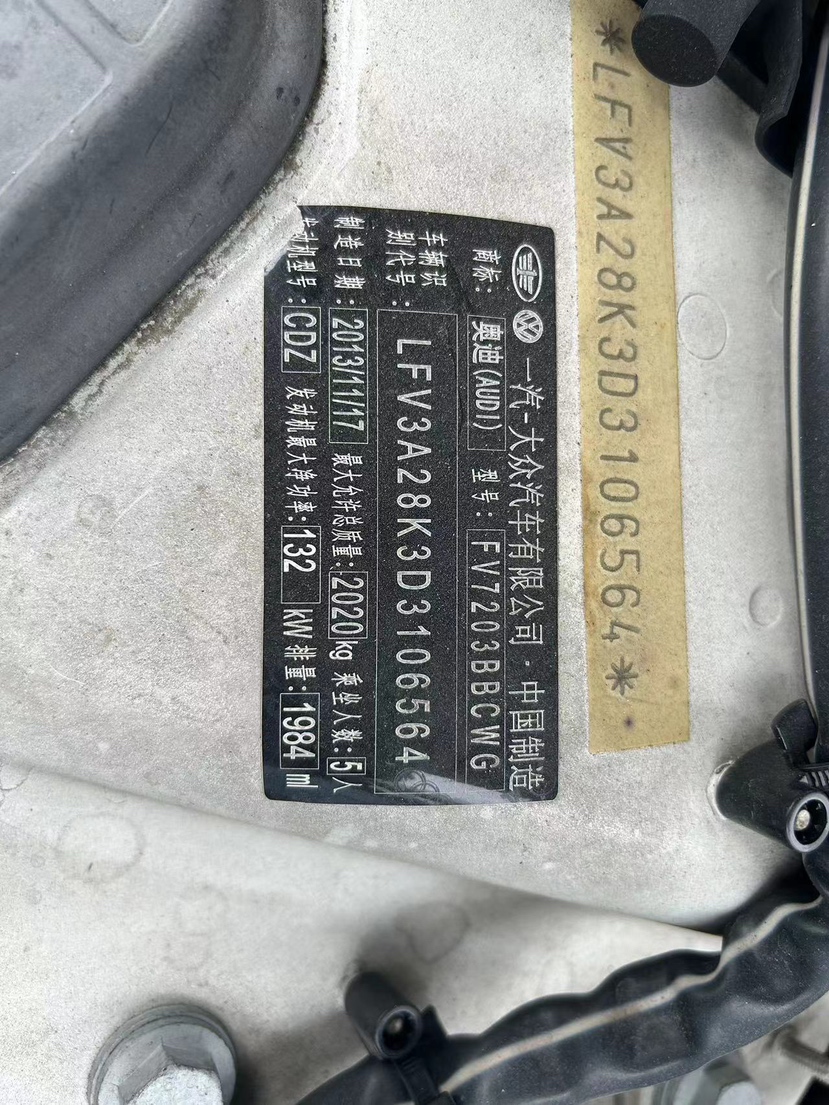 *LFV3A28K3D3106564*
一汽-大众汽车有限公司·中国制造
商标: 奥迪(AUDI) 型号: FV7203BBCWG
车辆识别代号: LFV3A28K3D3106564
制造日期: 2013/11/17 最大允许总质量: 2020kg 乘坐人数: 5人
发动机型号: CDZ 发动机最大净功率: 132 kW 排量: 1984 ml